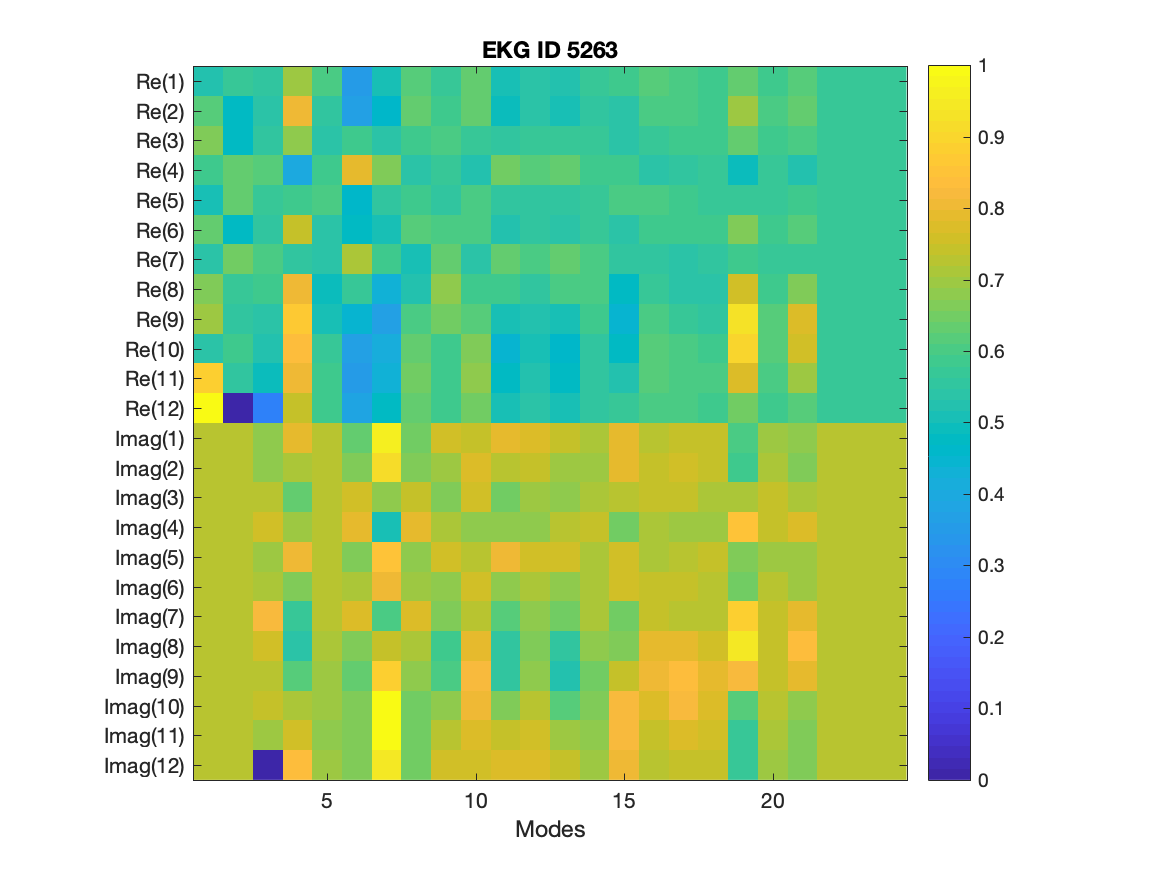 EKG ID 5263
Re(1)
Re(2)
Re(3)
Re(4)
Re(5)
Re(6)
Re(7)
Re(8)
Re(9)
Re(10)
Re(11)
Re(12)
Imag(1)
Imag(2)
Imag(3)
Imag(4)
Imag(5)
Imag(6)
Imag(7)
Imag(8)
Imag(9)
Imag(10)
Imag(11)
Imag(12)
5 10 15 20
Modes
1
0.9
0.8
0.7
0.6
0.5
0.4
0.3
0.2
0.1
0